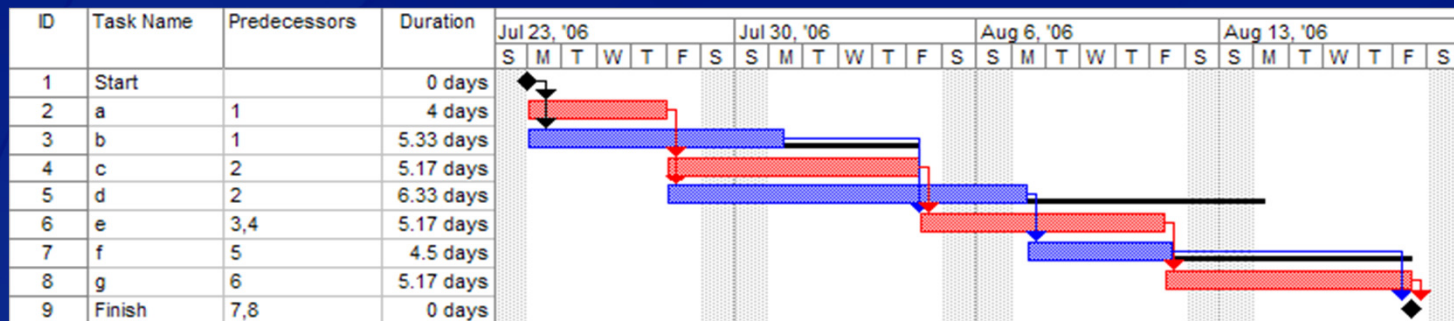 ID Task Name Predecessors Duration
Jul 23, '06 Jul 30, '06 Aug 6, '06 Aug 13, '06
S M T W T F S S M T W T F S S M T W T F S S M T W T F S
1 Start 0 days
2 a 1 4 days
3 b 1 5.33 days
4 c 2 5.17 days
5 d 2 6.33 days
6 e 3,4 5.17 days
7 f 5 4.5 days
8 g 6 5.17 days
9 Finish 7,8 0 days